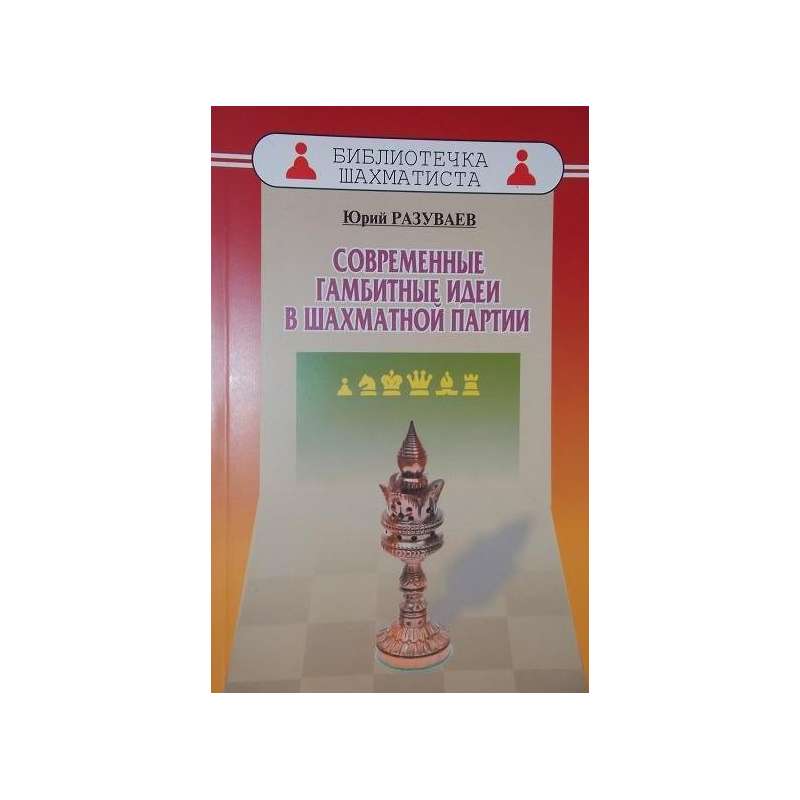 БИБЛИОТЕЧКА
ШАХМАТИСТА
Юрий РАЗУВАЕВ
СОВРЕМЕННЫЕ
ГАМБИТНЫЕ ИДЕИ
В ШАХМАТНОЙ ПАРТИИ